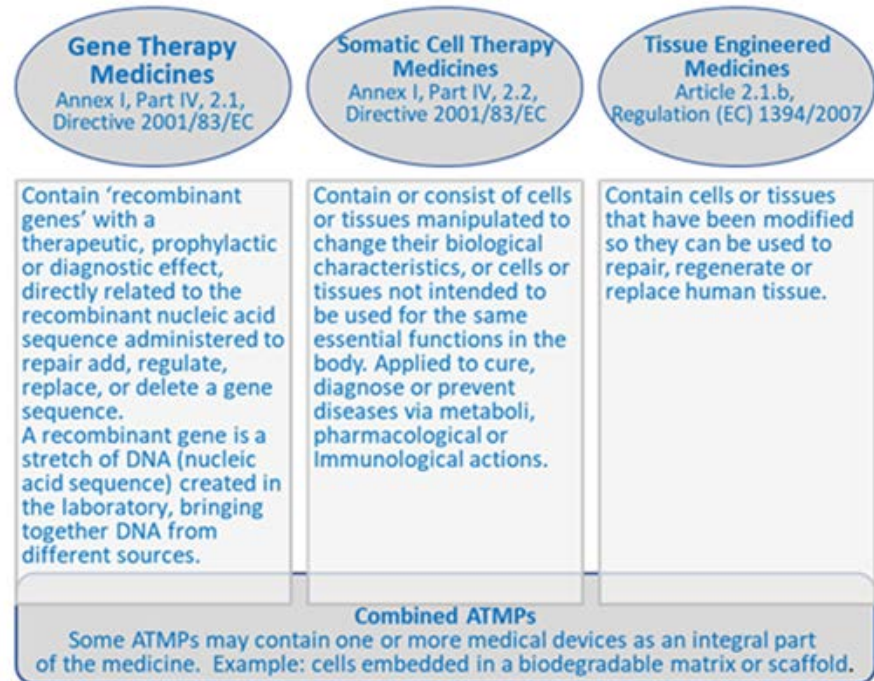 Gene Therapy
Medicines
Annex I, Part IV, 2.1,
Directive 2001/83/EC
Somatic Cell Therapy
Medicines
Annex I, Part IV, 2.2,
Directive 2001/83/EC
Tissue Engineered
Medicines
Article 2.1.b,
Regulation (EC) 1394/2007
Contain ‘recombinant
genes’ with a
therapeutic, prophylactic
or diagnostic effect,
directly related to the
recombinant nucleic acid
sequence administered to
repair add, regulate,
replace, or delete a gene
sequence.
A recombinant gene is a
stretch of DNA (nucleic
acid sequence) created in
the laboratory, bringing
together DNA from
different sources.
Contain or consist of cells
or tissues manipulated to
change their biological
characteristics, or cells or
tissues not intended to
be used for the same
essential functions in the
body. Applied to cure,
diagnose or prevent
diseases via metaboli,
pharmacological or
Immunological actions.
Contain cells or tissues
that have been modified
so they can be used to
repair, regenerate or
replace human tissue.
Combined ATMPs
Some ATMPs may contain one or more medical devices as an integral part
of the medicine. Example: cells embedded in a biodegradable matrix or scaffold.